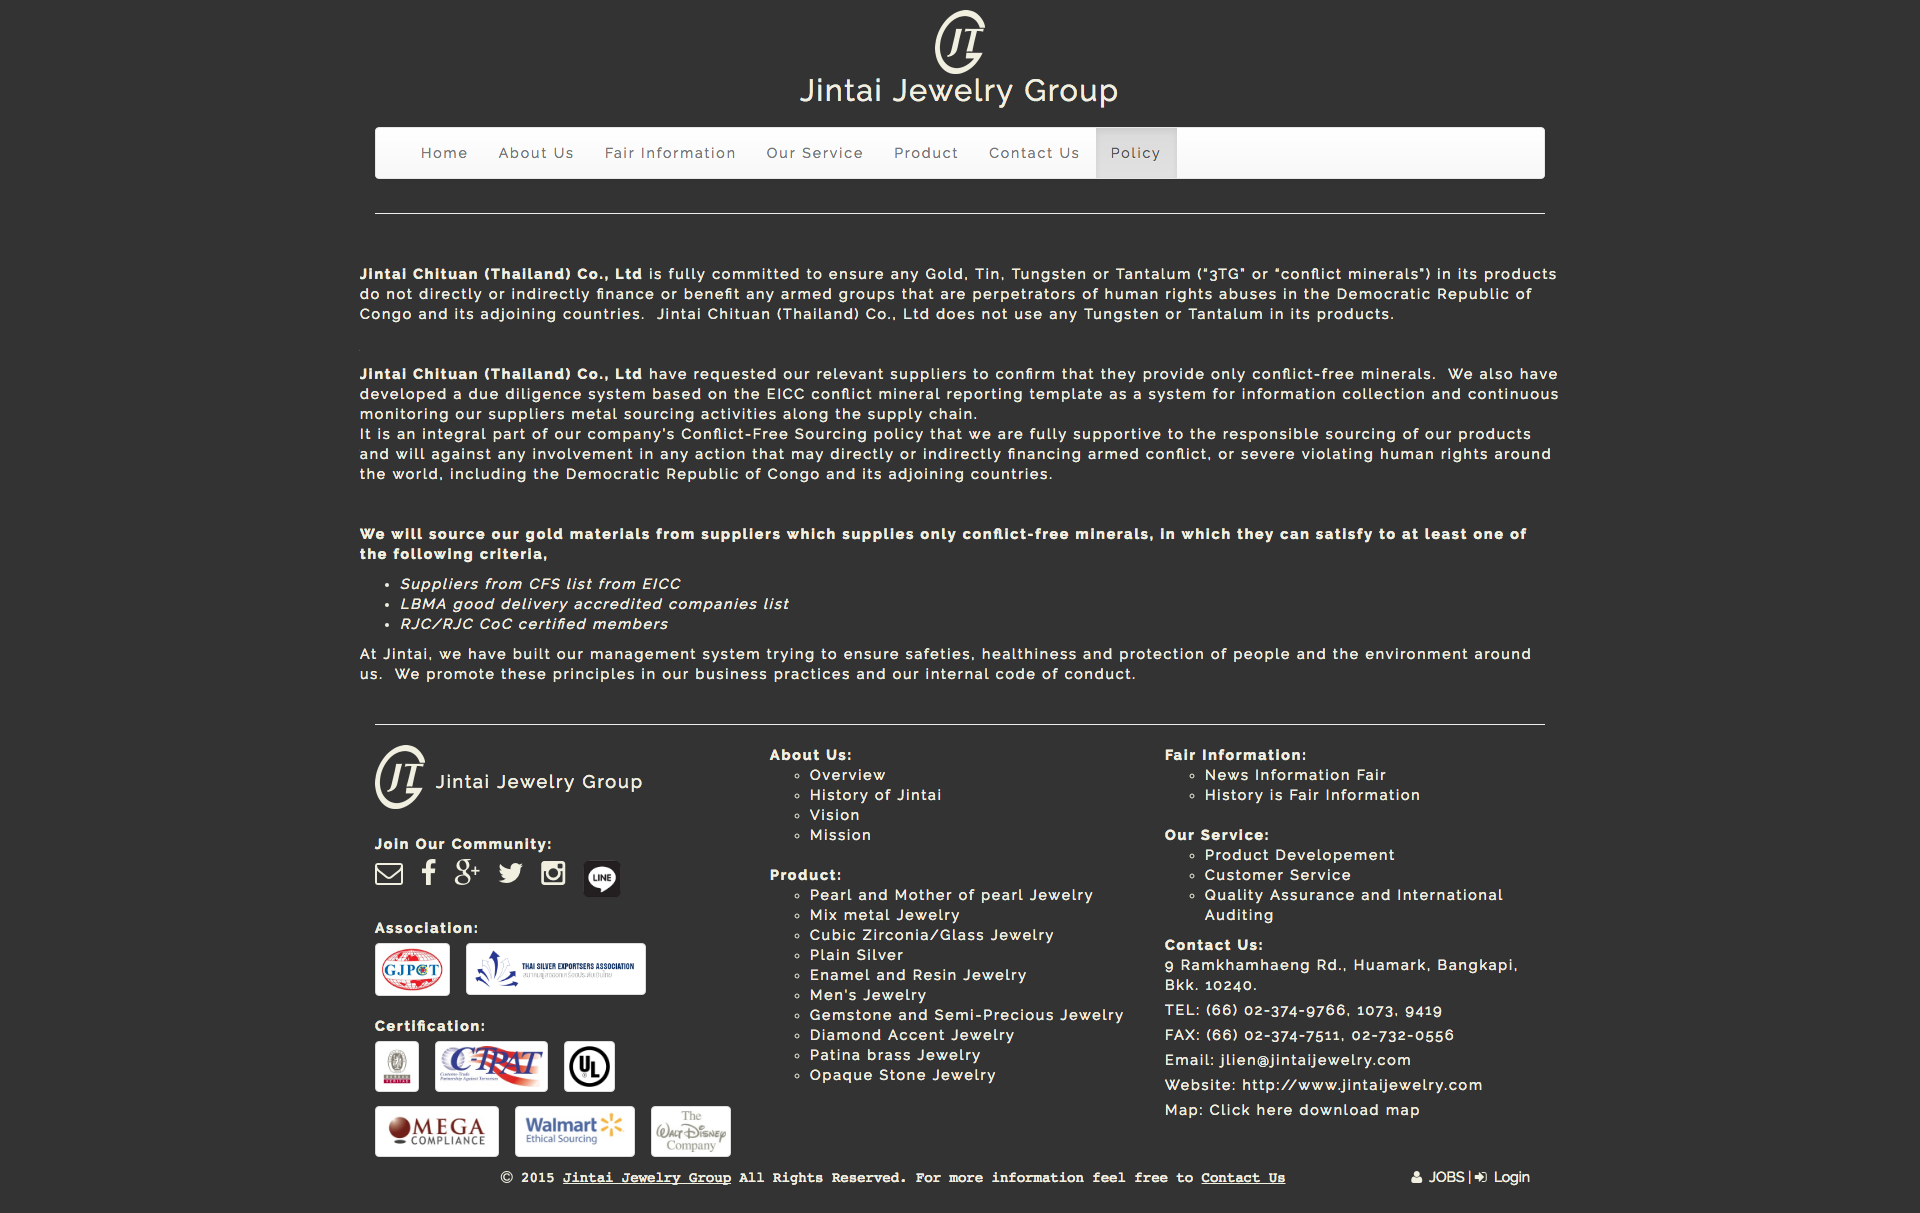 JT
Jintai Jewelry Group
Home About Us Fair Information Our Service Product Contact Us Policy
Jintai Chituan (Thailand) Co., Ltd is fully committed to ensure any Gold, Tin, Tungsten or Tantalum ("3TG" or "conflict minerals") in its products
do not directly or indirectly finance or benefit any armed groups that are perpetrators of human rights abuses in the Democratic Republic of
Congo and its adjoining countries. Jintai Chituan (Thailand) Co., Ltd does not use any Tungsten or Tantalum in its products.
Jintai Chituan (Thailand) Co., Ltd have requested our relevant suppliers to confirm that they provide only conflict-free minerals. We also have
developed a due diligence system based on the EICC conflict mineral reporting template as a system for information collection and continuous
monitoring our suppliers metal sourcing activities along the supply chain.
It is an integral part of our company's Conflict-Free Sourcing policy that we are fully supportive to the responsible sourcing of our products
and will against any involvement in any action that may directly or indirectly financing armed conflict, or severe violating human rights around
the world, including the Democratic Republic of Congo and its adjoining countries.
We will source our gold materials from suppliers which supplies only conflict-free minerals, in which they can satisfy to at least one of
the following criteria,
• Suppliers from CFS list from EICC
• LBMA good delivery accredited companies list
• RJC/RJC CoC certified members
At Jintai, we have built our management system trying to ensure safeties, healthiness and protection of people and the environment around
us. We promote these principles in our business practices and our internal code of conduct.
JT Jintai Jewelry Group
Join Our Community:
LINE
Association:
GJPCT
THAI SILVER EXPORTSERS ASSOCIATION
Certification:
VERITAS
C-TPAT
Customs-Trade
Partnership Against Terrorism
UL
OMEGA
COMPLIANCE
Walmart
Ethical Sourcing
The
WALT DISNEY
Company
About Us:
Overview
History of Jintai
Vision
Mission
Product:
Pearl and Mother of pearl Jewelry
Mix metal Jewelry
Cubic Zirconia/Glass Jewelry
Plain Silver
Enamel and Resin Jewelry
Men's Jewelry
Gemstone and Semi-Precious Jewelry
Diamond Accent Jewelry
Patina brass Jewelry
Opaque Stone Jewelry
Fair Information:
News Information Fair
History is Fair Information
Our Service:
Product Developement
Customer Service
Quality Assurance and International
Auditing
Contact Us:
9 Ramkhamhaeng Rd., Huamark, Bangkapi,
Bkk. 10240.
TEL: (66) 02-374-9766, 1073, 9419
FAX: (66) 02-374-7511, 02-732-0556
Email: jlien@jintaijewelry.com
Website: http://www.jintaijewelry.com
Map: Click here download map
© 2015 Jintai Jewelry Group All Rights Reserved. For more information feel free to Contact Us
JOBS | Login